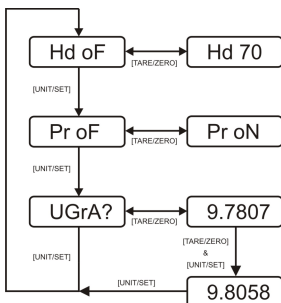 Hd oF
Hd 70
[TARE/ZERO]
[UNIT/SET]
Pr oF
Pr oN
[TARE/ZERO]
[UNIT/SET]
UGrA?
9.7807
[TARE/ZERO]
[TARE/ZERO]
&
[UNIT/SET]
[UNIT/SET]
[UNIT/SET]
9.8058